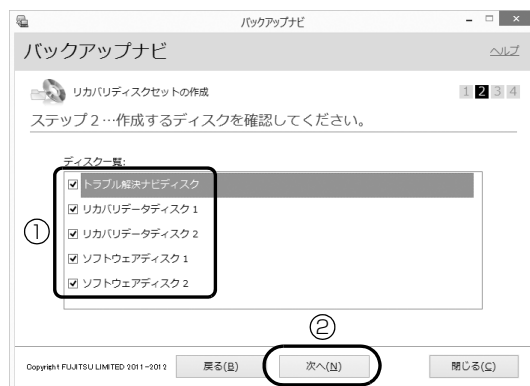 バックアップナビ
バックアップナビ
ヘルプ
リカバリディスクセットの作成
1 2 3 4
ステップ2…作成するディスクを確認してください。
ディスク一覧:
①
トラブル解決ナビディスク
リカバリデータディスク1
リカバリデータディスク2
ソフトウェアディスク1
ソフトウェアディスク2
②
Copyright FUJITSU LIMITED 2011-2012
戻る(B)
次へ(N)
閉じる(C)